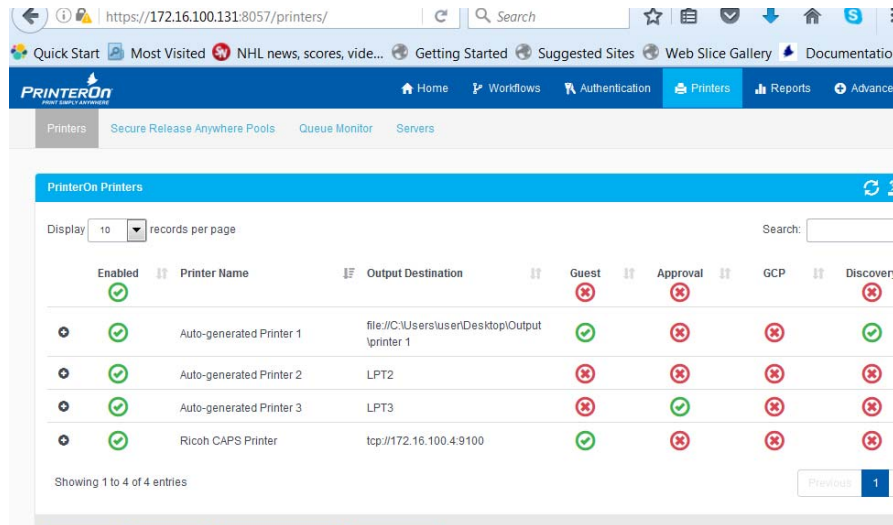 https://172.16.100.131:8057/printers/ Search
Quick Start Most Visited NHL news, scores, vide... Getting Started Suggested Sites Web Slice Gallery Documentatio
PRINTERON Home Workflows Authentication Printers Reports Advance
PRINT SIMPLY ANYWHERE
Printers Secure Release Anywhere Pools Queue Monitor Servers
PrinterOn Printers
Display 10 records per page Search:
Enabled Printer Name Output Destination Guest Approval GCP Discovery
Auto-generated Printer 1 file://C:\Users\user\Desktop\Output
\printer 1
Auto-generated Printer 2 LPT2
Auto-generated Printer 3 LPT3
Ricoh CAPS Printer tcp://172.16.100.4:9100
Showing 1 to 4 of 4 entries Previous 1